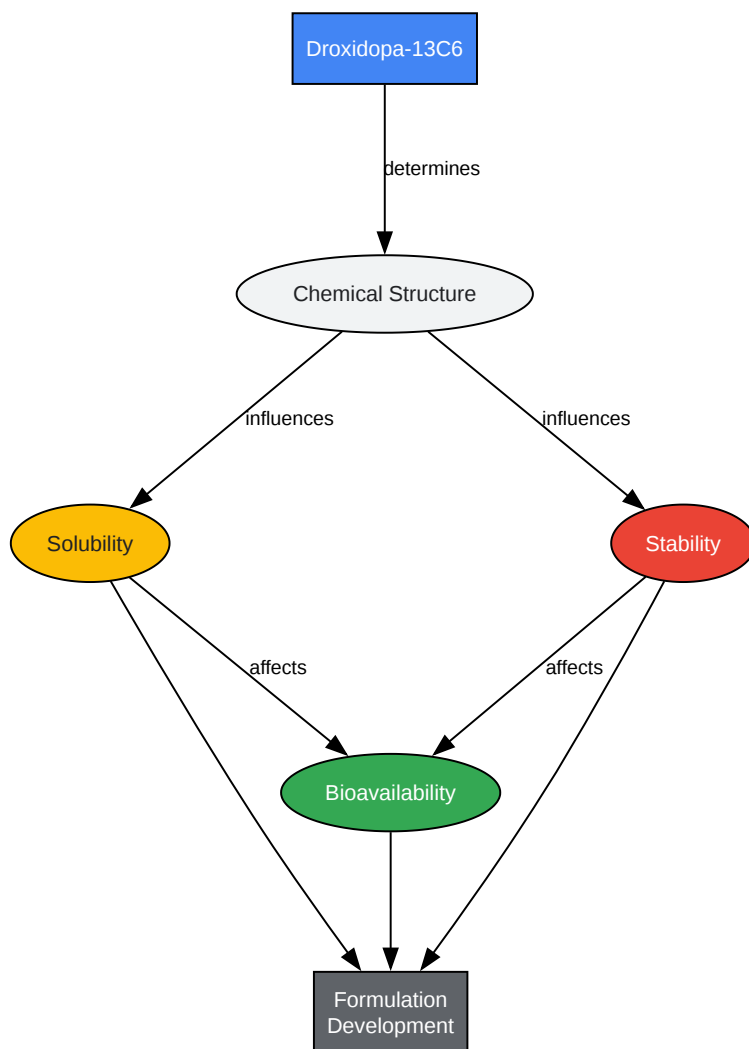 Droxidopa-13C6
determines
Chemical Structure
influences
influences
Solubility
Stability
affects
affects
Bioavailability
Formulation
Development